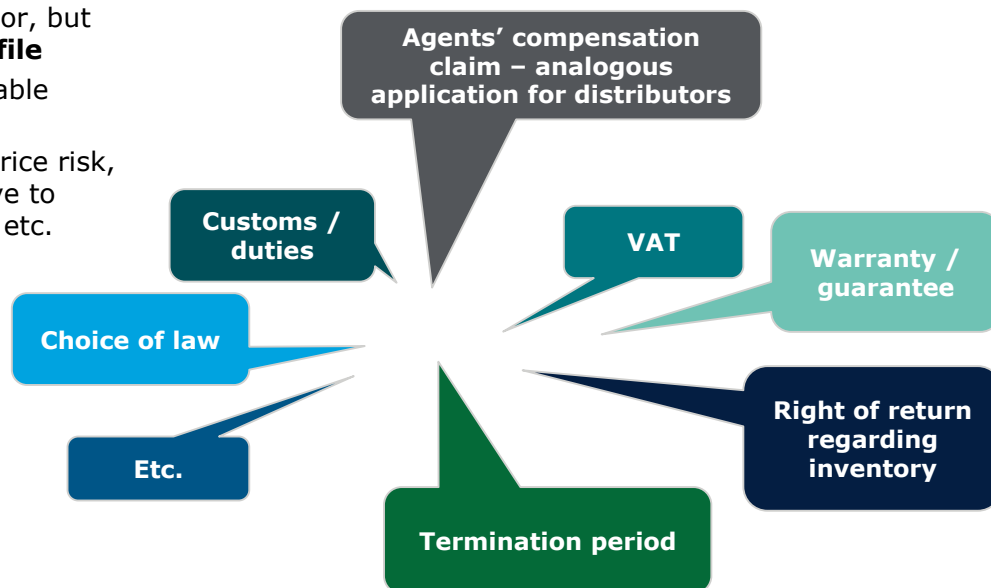 or, but
file
able
rice risk,
ve to
etc.
Agents’ compensation
claim – analogous
application for distributors
Customs /
duties
VAT
Warranty /
guarantee
Choice of law
Right of return
regarding
inventory
Etc.
Termination period